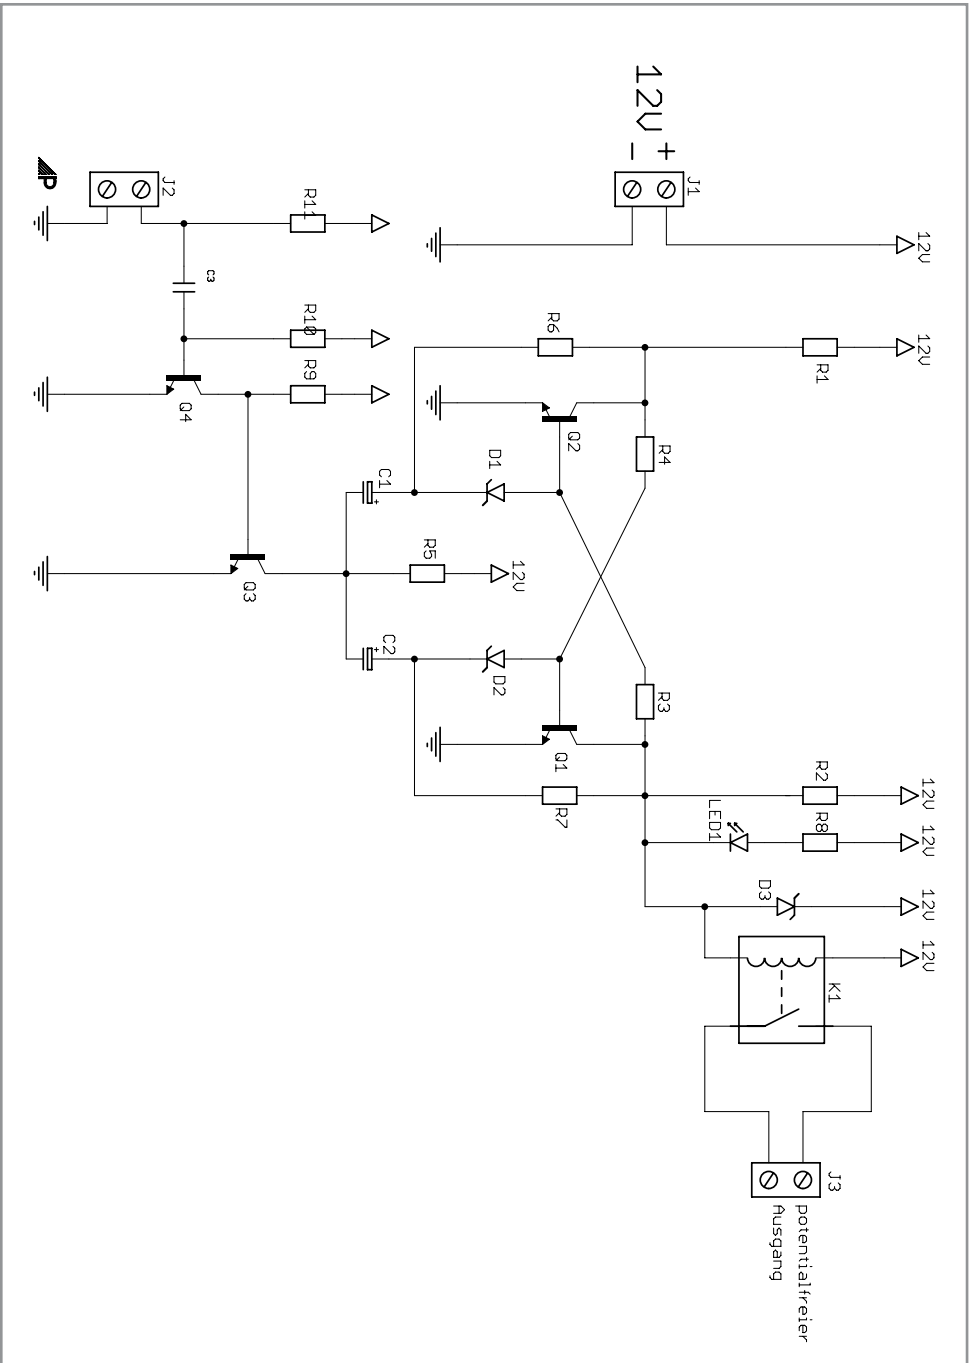 12V
+
-
J1
12V
12V
R1
R6
R4
Q2
D1
C1
R5
12V
C2
D2
R3
Q1
R7
R2
12V
R8
12V
LED1
D3
12V
12V
K1
J3
potentialfreier
Ausgang
J2
R11
C3
R10
R9
Q4
Q3
+
+
P